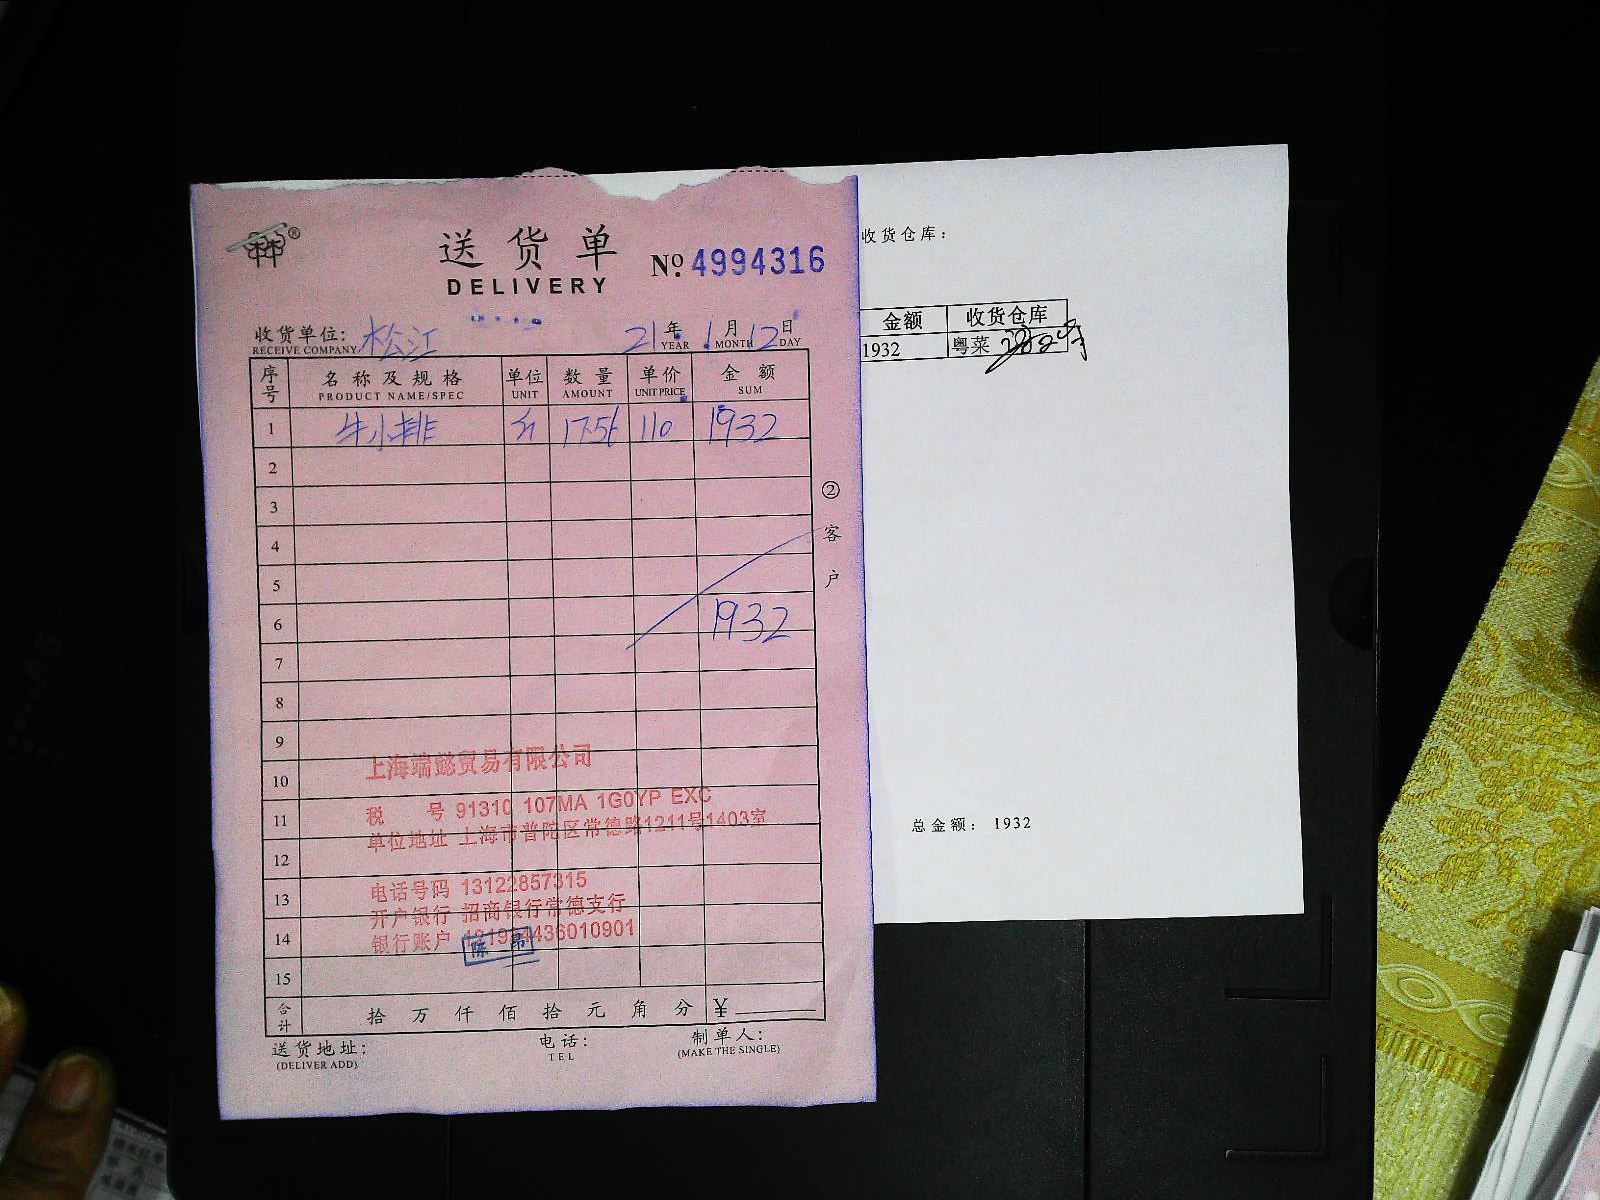 送货单
DELIVERY
№ 4994316
收货单位: 松江 21年 1月 12日
RECEIVE COMPANY YEAR MONTH DAY
序号 名称及规格 单位 数量 单价 金额
PRODUCT NAME/SPEC UNIT AMOUNT UNIT PRICE SUM
1 牛小排 斤 17.56 110 1932
2
3
4
5
6 1932
7
8
9
10
11
12
13
14
15
② 客户
上海端懿贸易有限公司
税 号 91310 107MA 1G0YP EXC
单位地址 上海市普陀区常德路1211号1403室
电话号码 13122857315
开户银行 招商银行常德支行
银行账户 436010901
合计 拾 万 仟 佰 拾 元 角 分 ¥
送货地址: 电话: 制单人:
(DELIVER ADD) TEL (MAKE THE SINGLE)
收货仓库:
金额 收货仓库
1932 粤菜
总金额: 1932